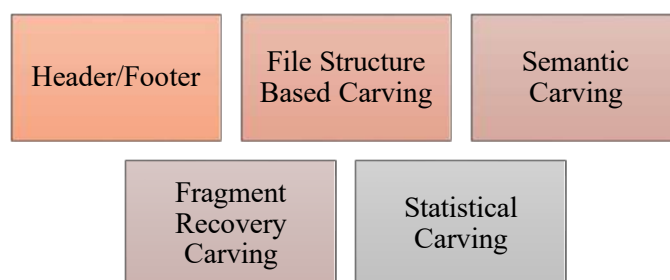 Header/Footer
File Structure
Based Carving
Semantic
Carving
Fragment
Recovery
Carving
Statistical
Carving